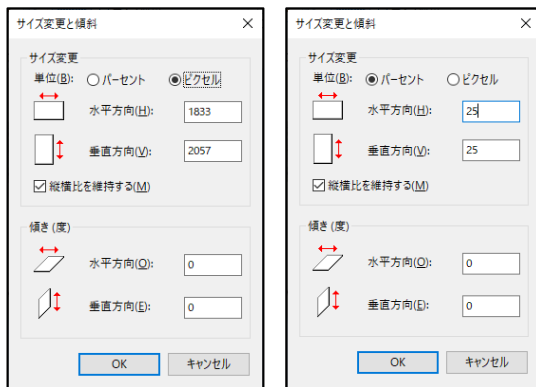 サイズ変更と傾斜
サイズ変更
単位(B): パーセント ピクセル
水平方向(H): 1833
垂直方向(V): 2057
縦横比を維持する(M)
傾き (度)
水平方向(O): 0
垂直方向(E): 0
OK キャンセル
サイズ変更と傾斜
サイズ変更
単位(B): パーセント ピクセル
水平方向(H): 25
垂直方向(V): 25
縦横比を維持する(M)
傾き (度)
水平方向(O): 0
垂直方向(E): 0
OK キャンセル